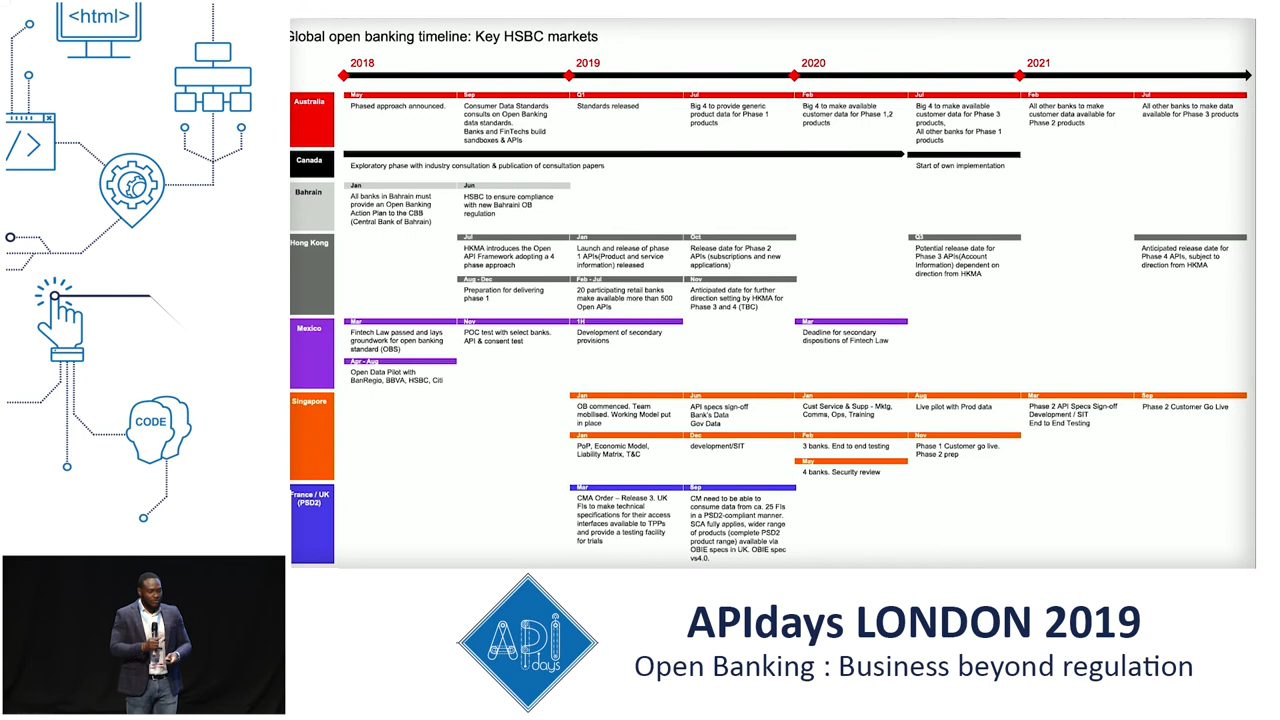 <html>
</>
CODE
Global open banking timeline: Key HSBC markets
2018
2019
2020
2021
Australia
May
Phased approach announced.
Sep
Consumer Data Standards
consults on Open Banking
data standards.
Banks and FinTechs build
sandboxes & APIs
Q1
Standards released
Jul
Big 4 to provide generic
product data for Phase 1
products
Feb
Big 4 to make available
customer data for Phase 1,2
products
Jul
Big 4 to make available
customer data for Phase 3
products,
All other banks for Phase 1
products
Feb
All other banks to make
customer data available for
Phase 2 products
Jul
All other banks to make data
available for Phase 3 products
Canada
Exploratory phase with industry consultation & publication of consultation papers
Start of own implementation
Bahrain
Jan
All banks in Bahrain must
provide an Open Banking
Action Plan to the CBB
(Central Bank of Bahrain)
Jun
HSBC to ensure compliance
with new Bahraini OB
regulation
Hong Kong
Jul
HKMA introduces the Open
API Framework adopting a 4
phase approach
Jan
Launch and release of phase
1 APIs(Product and service
information) released
Oct
Release date for Phase 2
APIs (subscriptions and new
applications)
Q3
Potential release date for
Phase 3 APIs(Account
Information) dependent on
direction from HKMA
Anticipated release date for
Phase 4 APIs, subject to
direction from HKMA
Aug - Dec
Preparation for delivering
phase 1
Feb - Jul
20 participating retail banks
make available more than 500
Open APIs
Nov
Anticipated date for further
direction setting by HKMA for
Phase 3 and 4 (TBC)
Mexico
Mar
Fintech Law passed and lays
groundwork for open banking
standard (OBS)
Nov
POC test with select banks.
API & consent test
1H
Development of secondary
provisions
Mar
Deadline for secondary
dispositions of Fintech Law
Apr - Aug
Open Data Pilot with
BanRegio, BBVA, HSBC, Citi
Singapore
Jan
OB commenced. Team
mobilised. Working Model put
in place
Jun
API specs sign-off
Bank's Data
Gov Data
Jan
Cust Service & Supp - Mktg,
Comms, Ops, Training
Aug
Live pilot with Prod data
Mar
Phase 2 API Specs Sign-off
Development / SIT
End to End Testing
Sep
Phase 2 Customer Go Live
Jan
PoP, Economic Model,
Liability Matrix, T&C
Dec
development/SIT
Feb
3 banks. End to end testing
Nov
Phase 1 Customer go live.
Phase 2 prep
May
4 banks. Security review
France / UK
(PSD2)
Mar
CMA Order – Release 3. UK
FIs to make technical
specifications for their access
interfaces available to TPPs
and provide a testing facility
for trials
Sep
CM need to be able to
consume data from ca. 25 FIs
in a PSD2-compliant manner.
SCA fully applies, wider range
of products (complete PSD2
product range) available via
OBIE specs in UK. OBIE spec
vs4.0.
API
days
APIdays LONDON 2019
Open Banking : Business beyond regulation